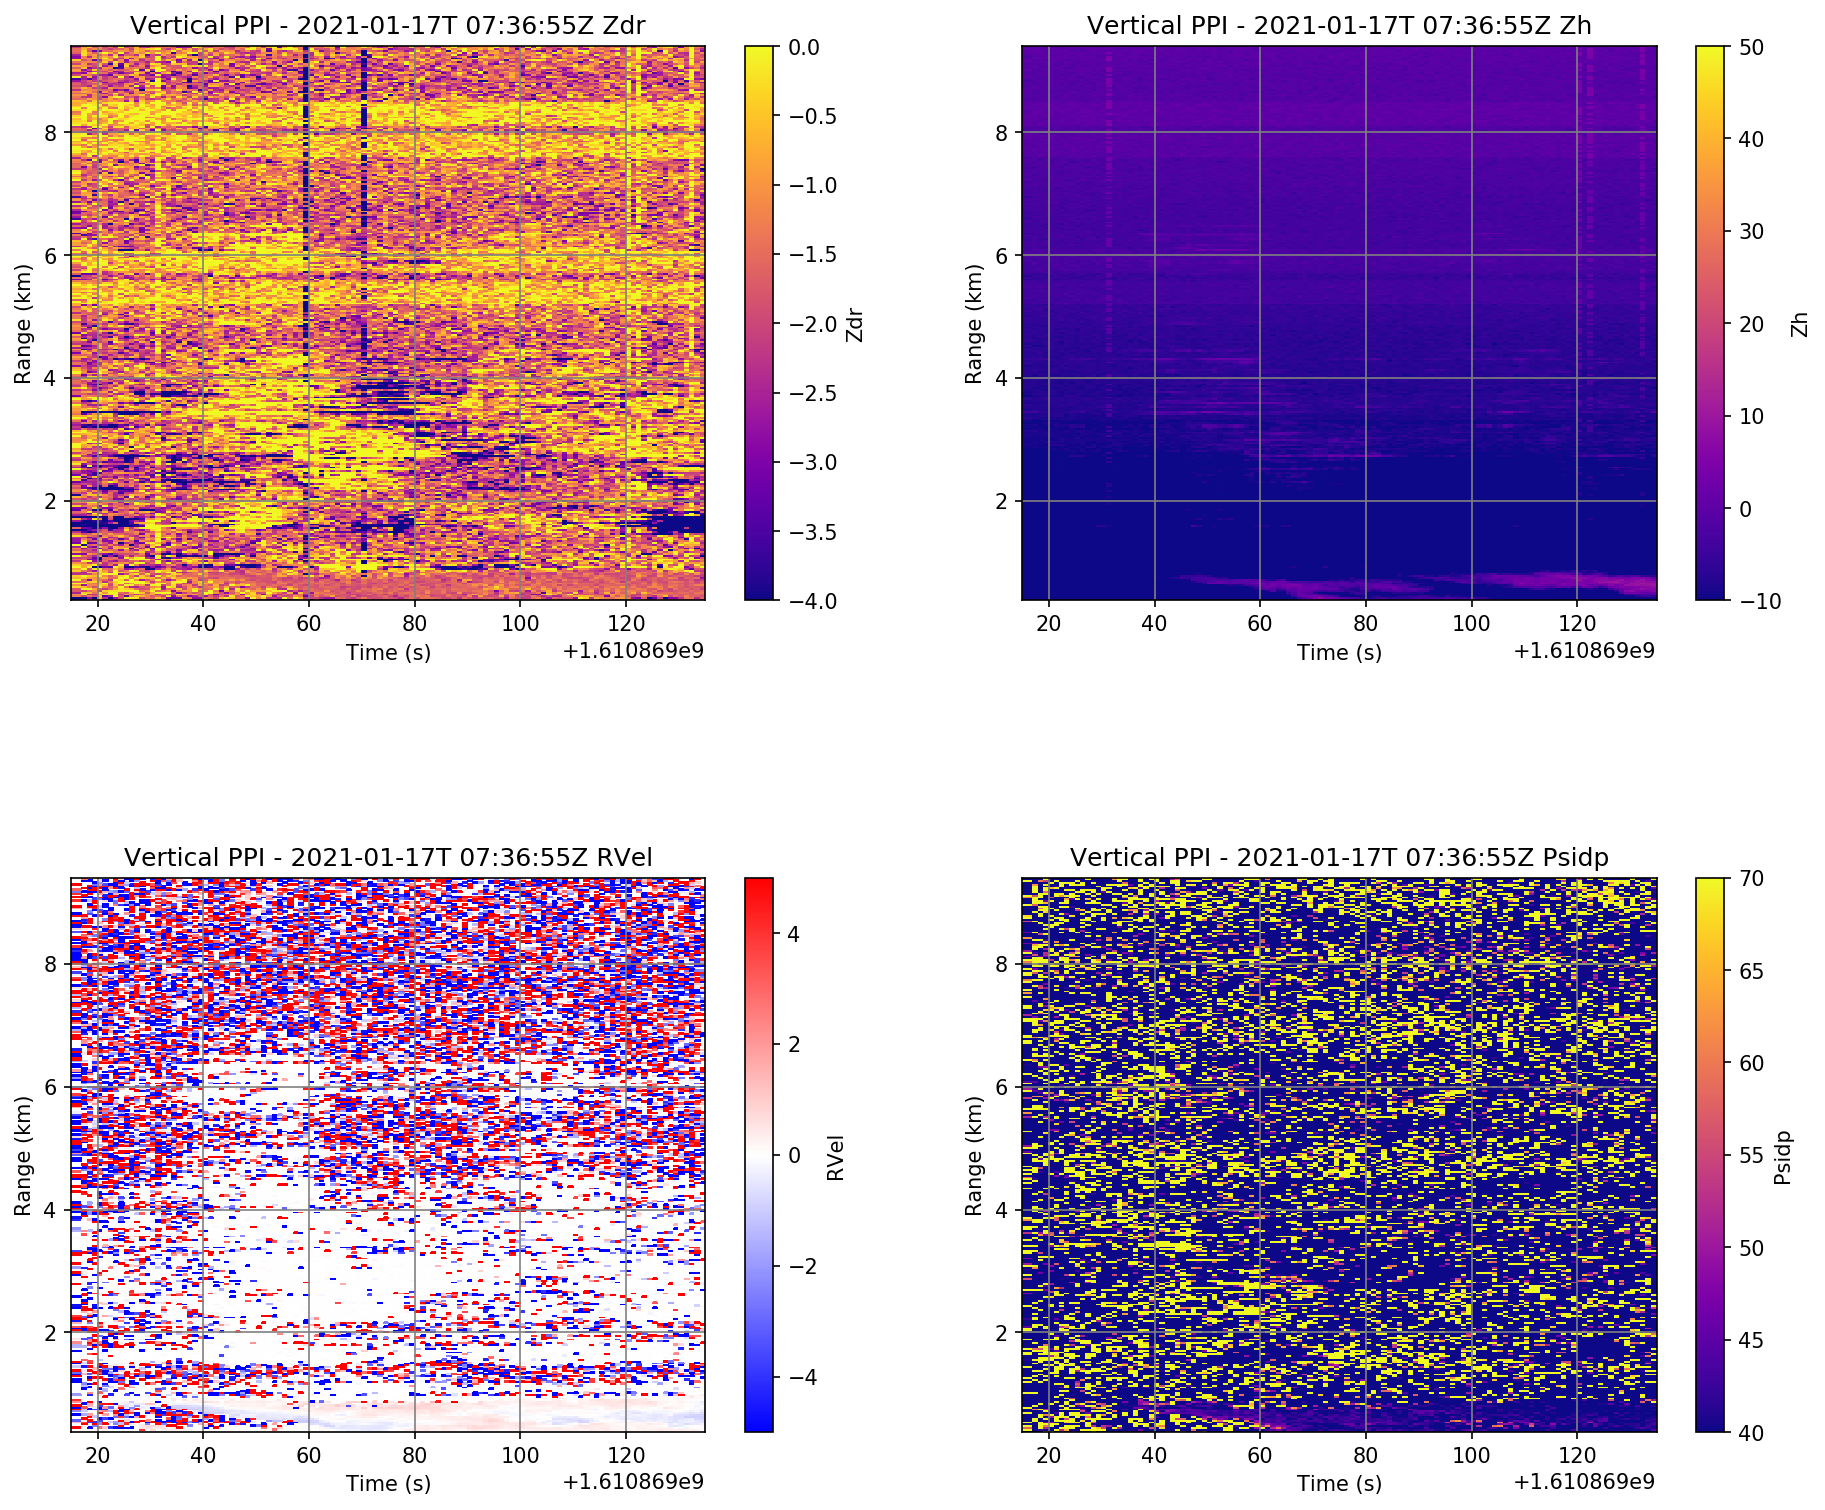 Vertical PPI - 2021-01-17T 07:36:55Z Zdr
Range (km)
8
6
4
2
20 40 60 80 100 120
Time (s)
+1.610869e9
0.0
−0.5
−1.0
−1.5
−2.0
−2.5
−3.0
−3.5
−4.0
Zdr
Vertical PPI - 2021-01-17T 07:36:55Z Zh
Range (km)
8
6
4
2
20 40 60 80 100 120
Time (s)
+1.610869e9
50
40
30
20
10
0
−10
Zh
Vertical PPI - 2021-01-17T 07:36:55Z RVel
Range (km)
8
6
4
2
20 40 60 80 100 120
Time (s)
+1.610869e9
4
2
0
−2
−4
RVel
Vertical PPI - 2021-01-17T 07:36:55Z Psidp
Range (km)
8
6
4
2
20 40 60 80 100 120
Time (s)
+1.610869e9
70
65
60
55
50
45
40
Psidp